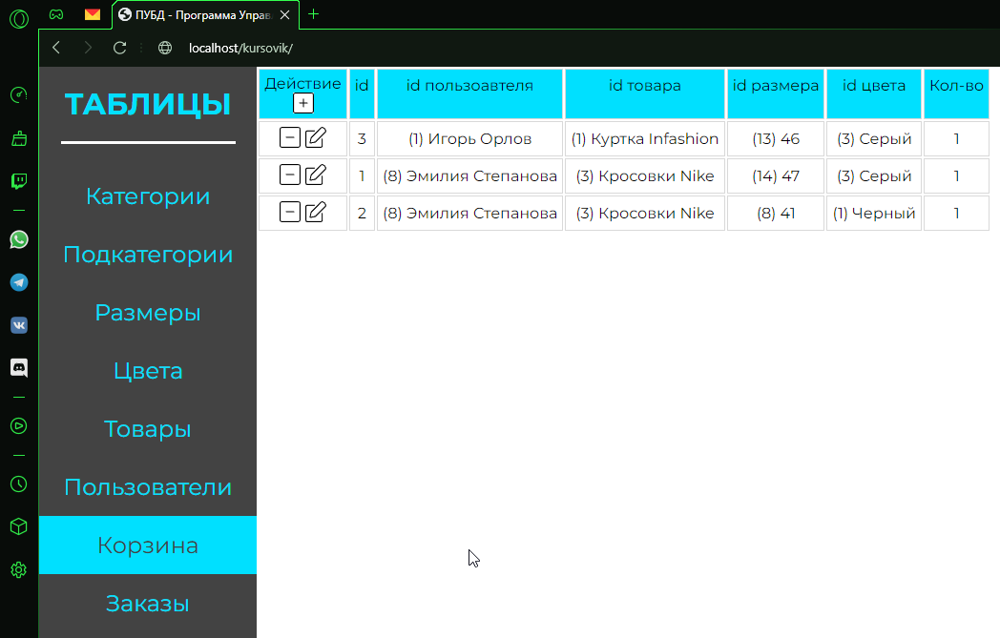 ПУБД - Программа Управ
localhost/kursovik/
ТАБЛИЦЫ
Категории
Подкатегории
Размеры
Цвета
Товары
Пользователи
Корзина
Заказы
Действие id id пользоавтеля id товара id размера id цвета Кол-во
3 (1) Игорь Орлов (1) Куртка Infashion (13) 46 (3) Серый 1
1 (8) Эмилия Степанова (3) Кросовки Nike (14) 47 (3) Серый 1
2 (8) Эмилия Степанова (3) Кросовки Nike (8) 41 (1) Черный 1